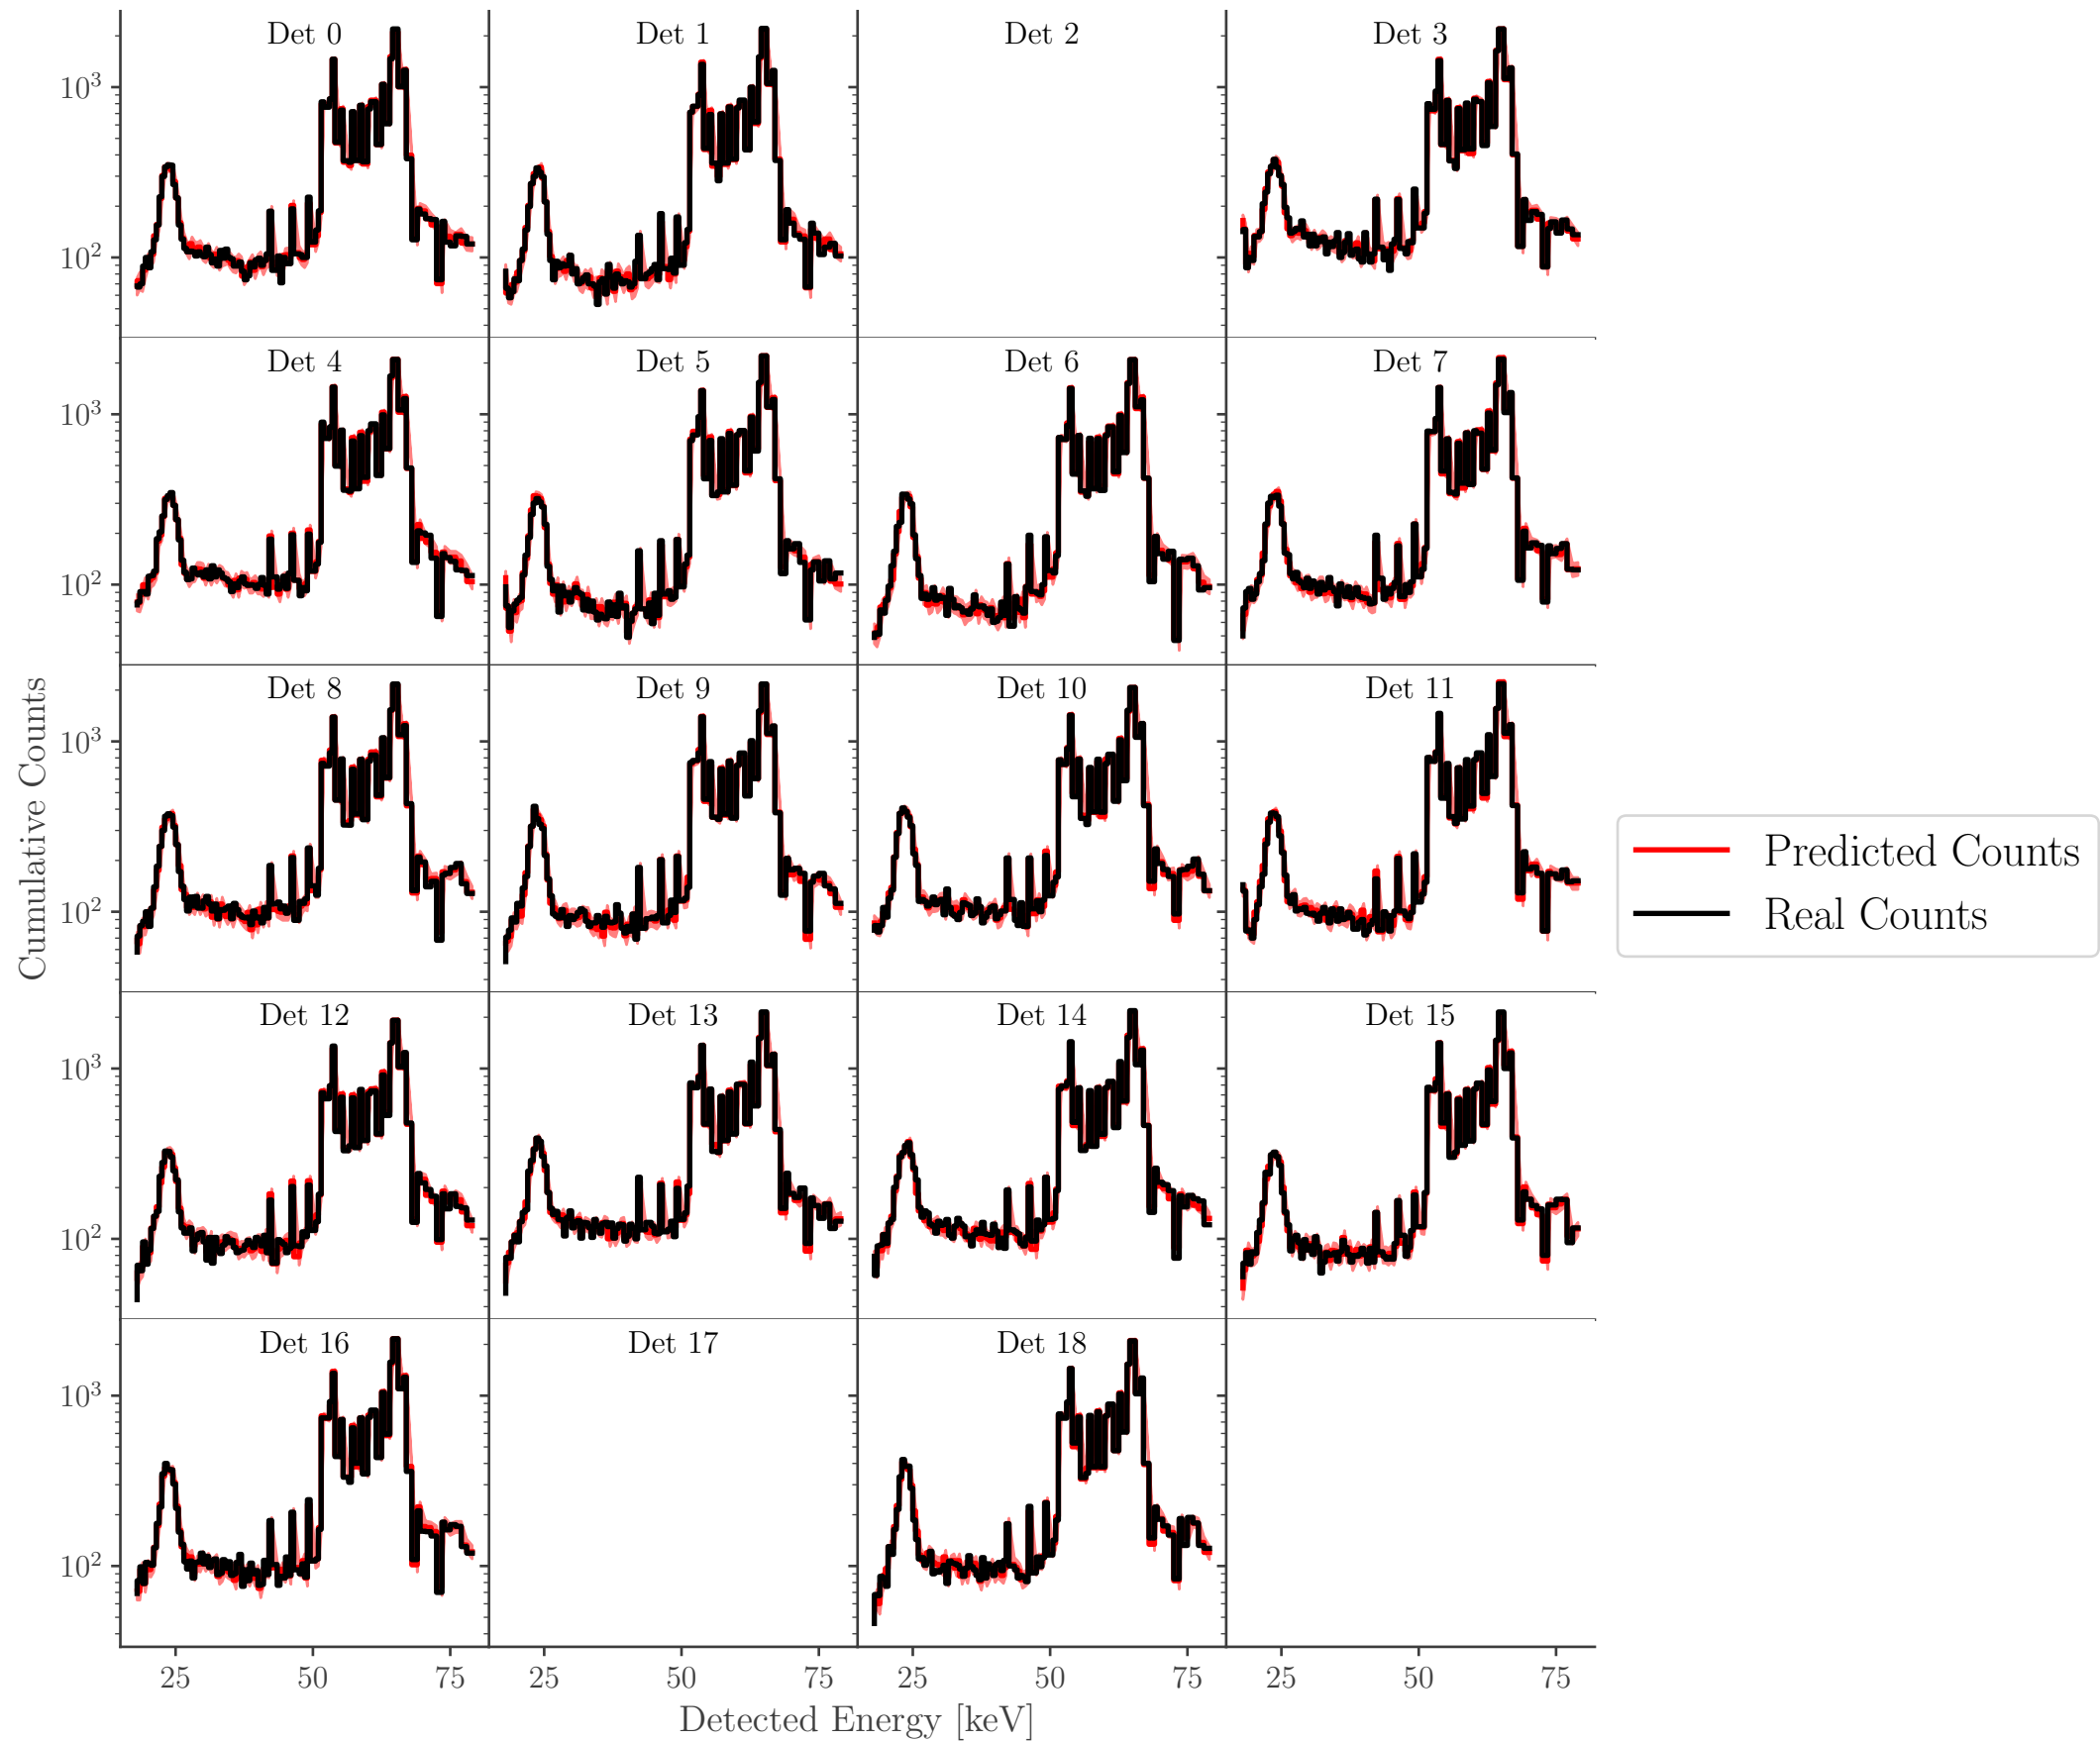 Det 0
Det 1
Det 2
Det 3
10³
10²
Det 4
Det 5
Det 6
Det 7
10³
10²
Det 8
Det 9
Det 10
Det 11
10³
10²
Cumulative Counts
Predicted Counts
Real Counts
Det 12
Det 13
Det 14
Det 15
10³
10²
Det 16
Det 17
Det 18
10³
10²
25 50 75 25 50 75 25 50 75 25 50 75
Detected Energy [keV]